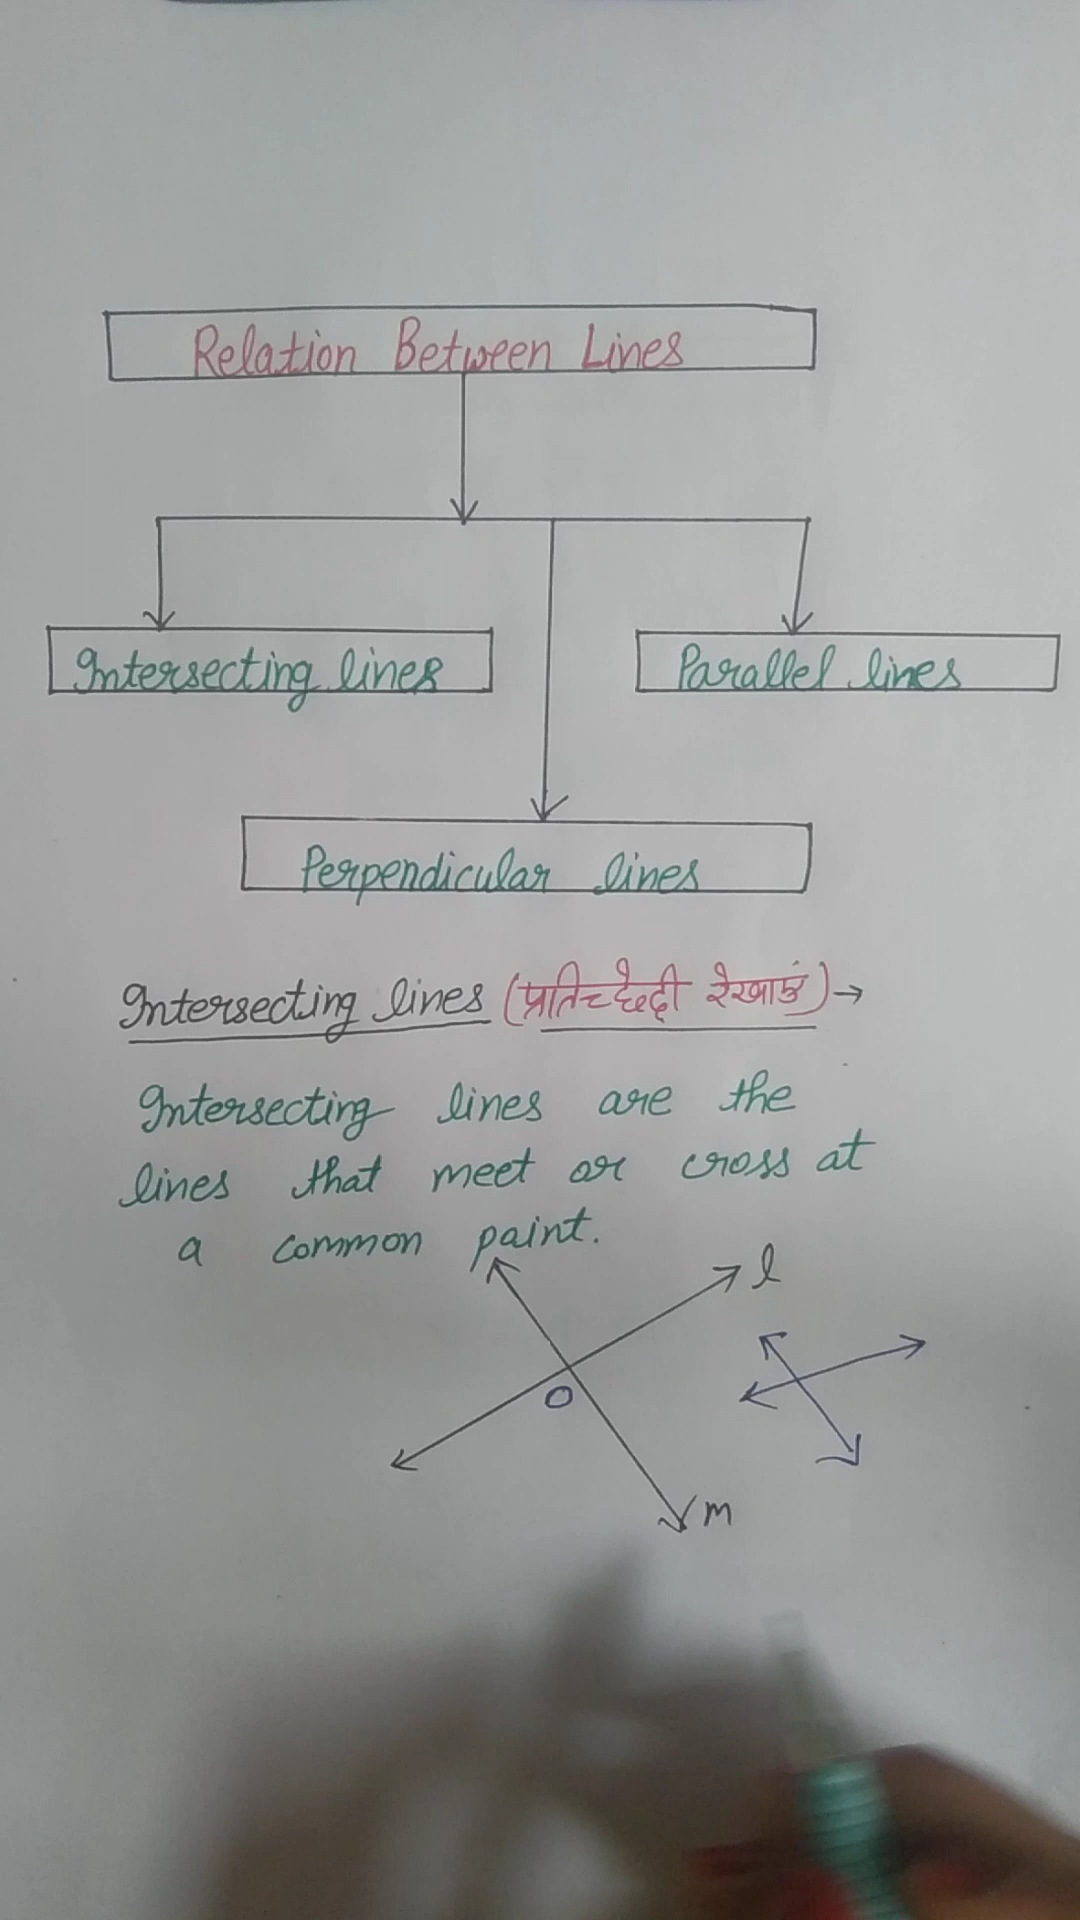 Relation Between Lines
Intersecting lines
Parallel lines
Perpendicular lines
Intersecting lines (प्रतिच्छेदी रेखाएं) →
Intersecting lines are the
lines that meet or cross at
a common paint.
l
O
m